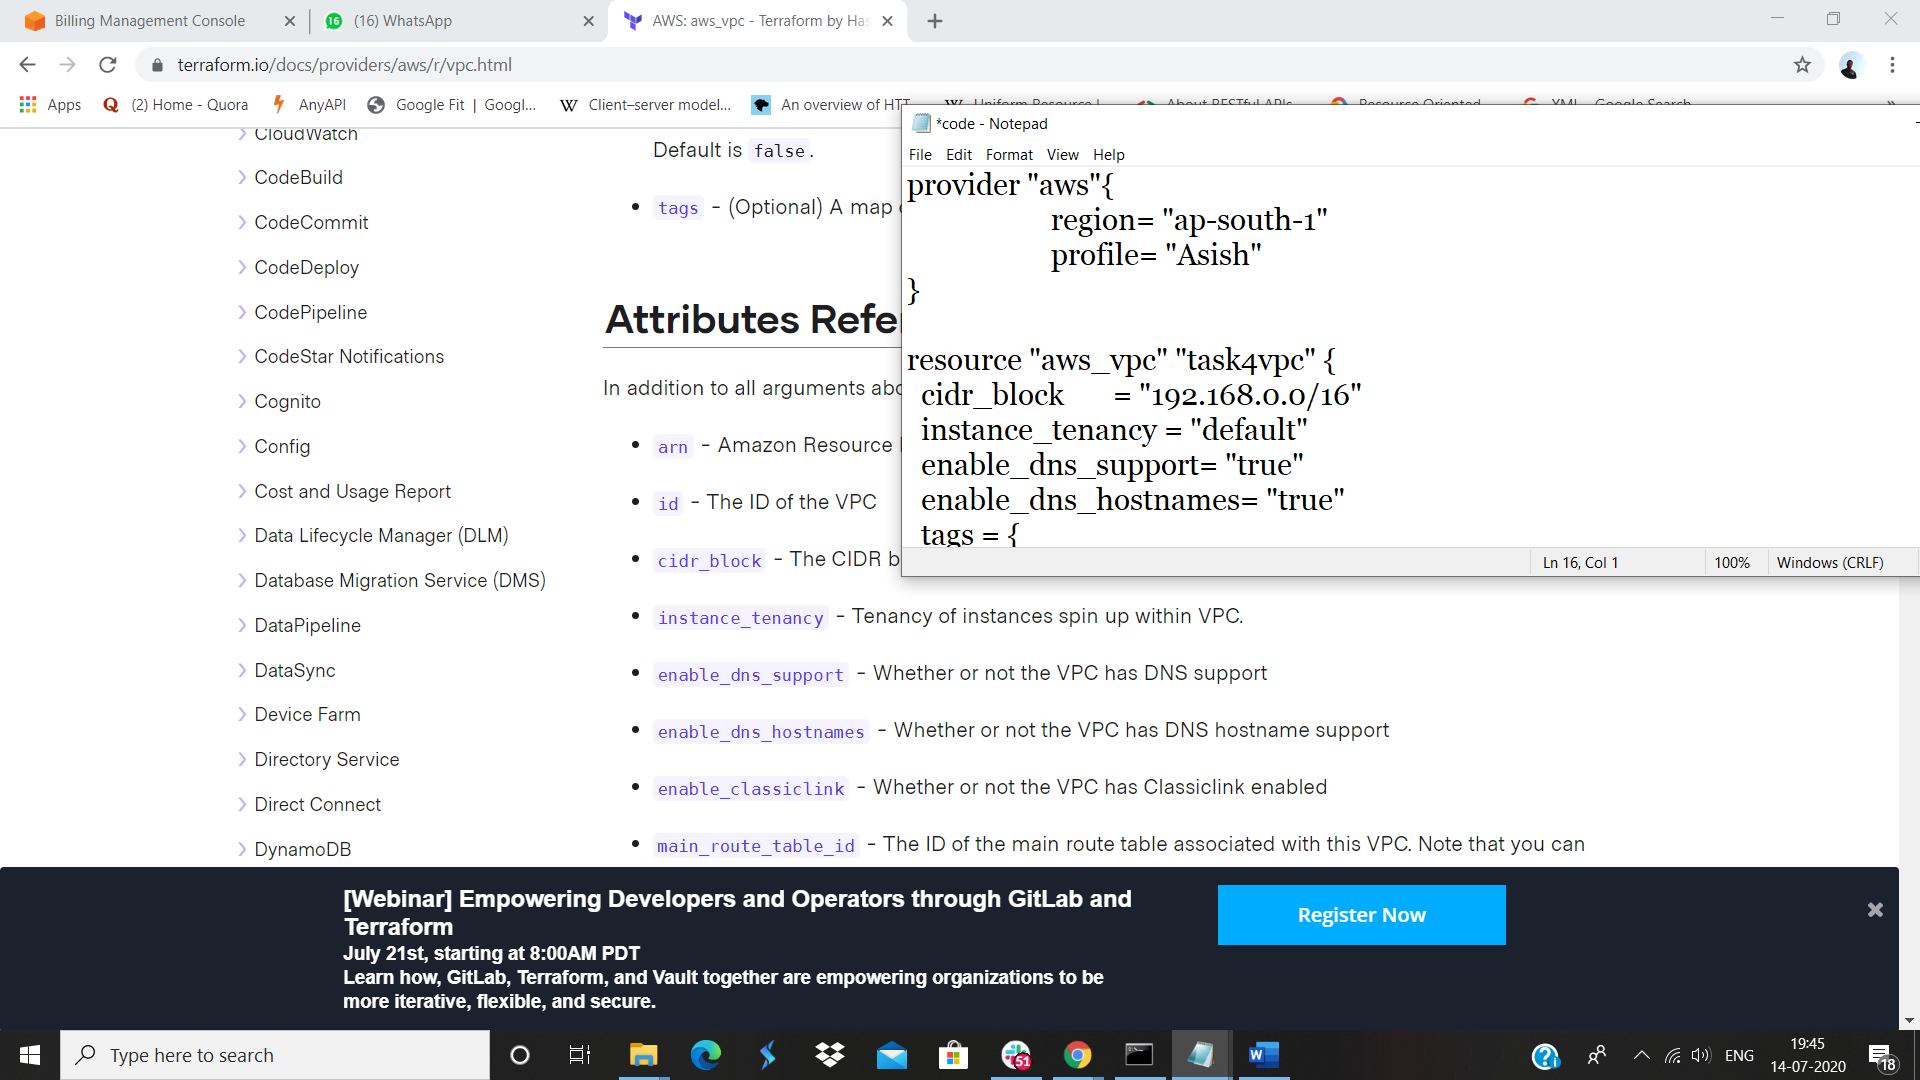 Billing Management Console
(16) WhatsApp
AWS: aws_vpc - Terraform by Has
terraform.io/docs/providers/aws/r/vpc.html
Apps
(2) Home - Quora
AnyAPI
Google Fit | Googl...
Client–server model...
An overview of HTT
*code - Notepad
File Edit Format View Help
provider "aws"{
region= "ap-south-1"
profile= "Asish"
}
resource "aws_vpc" "task4vpc" {
cidr_block = "192.168.0.0/16"
instance_tenancy = "default"
enable_dns_support= "true"
enable_dns_hostnames= "true"
tags = {
Ln 16, Col 1
100%
Windows (CRLF)
CloudWatch
CodeBuild
CodeCommit
CodeDeploy
CodePipeline
CodeStar Notifications
Cognito
Config
Cost and Usage Report
Data Lifecycle Manager (DLM)
Database Migration Service (DMS)
DataPipeline
DataSync
Device Farm
Directory Service
Direct Connect
DynamoDB
Default is false.
tags - (Optional) A map
Attributes Refe
In addition to all arguments abo
arn - Amazon Resource
id - The ID of the VPC
cidr_block - The CIDR b
instance_tenancy - Tenancy of instances spin up within VPC.
enable_dns_support - Whether or not the VPC has DNS support
enable_dns_hostnames - Whether or not the VPC has DNS hostname support
enable_classiclink - Whether or not the VPC has Classiclink enabled
main_route_table_id - The ID of the main route table associated with this VPC. Note that you can
[Webinar] Empowering Developers and Operators through GitLab and
Terraform
July 21st, starting at 8:00AM PDT
Learn how, GitLab, Terraform, and Vault together are empowering organizations to be
more iterative, flexible, and secure.
Register Now
Type here to search
51
ENG
19:45
14-07-2020
18